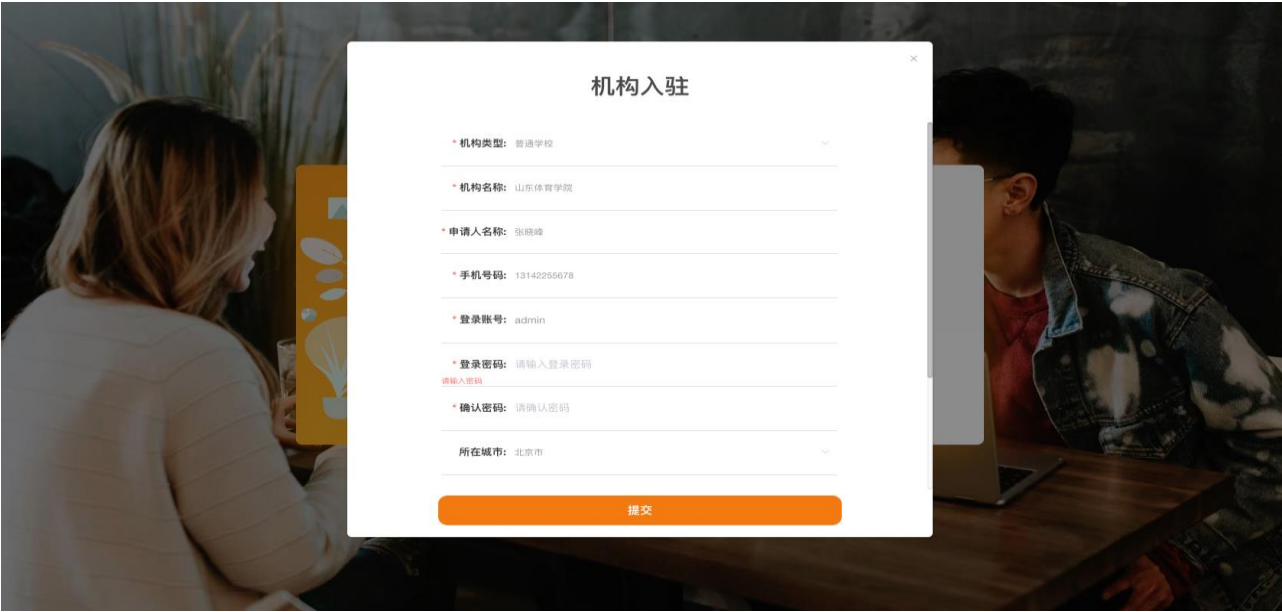 ×
机构入驻
* 机构类型: 普通学校
* 机构名称: 山东体育学院
* 申请人名称: 张晓峰
* 手机号码: 13142255678
* 登录账号: admin
* 登录密码: 请输入登录密码
请输入密码
* 确认密码: 请确认密码
所在城市: 北京市
提交